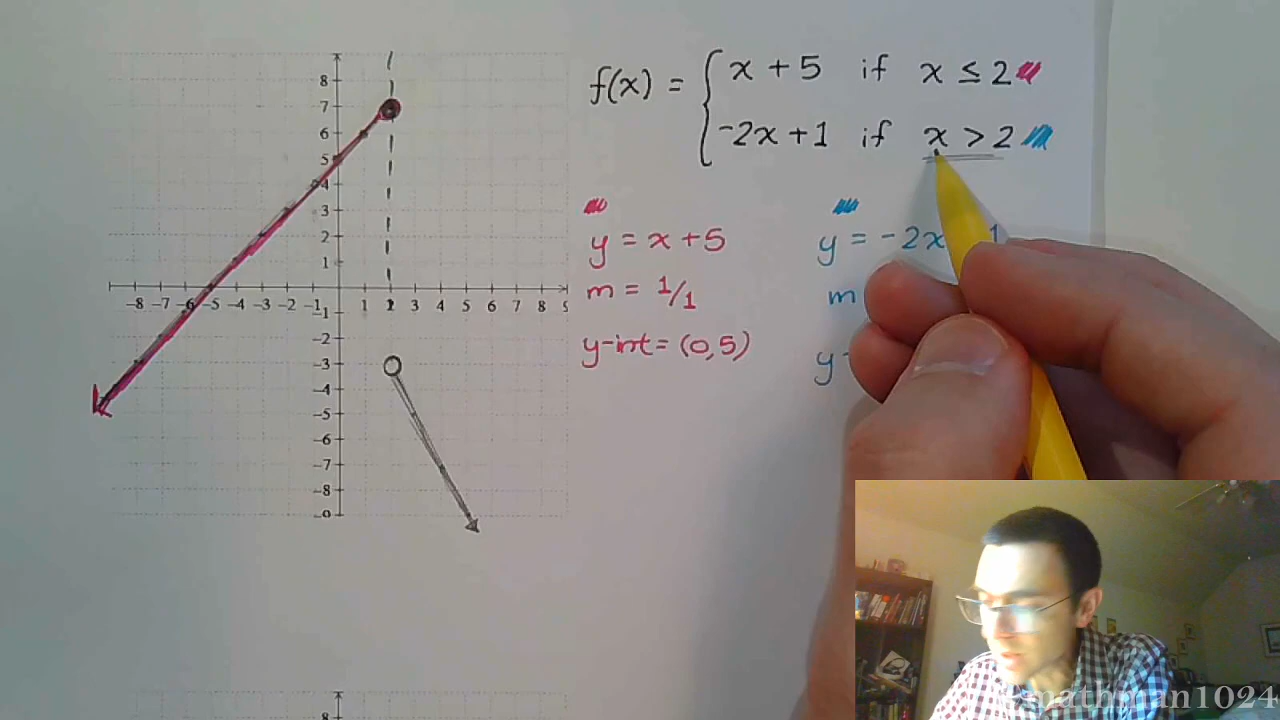 f(x) = { x + 5 if x ≤ 2
-2x + 1 if x > 2
y = x + 5
m = 1/1
y-int = (0,5)
y = -2x 1
m
y-
8
7
6
5
4
3
2
1
-8 -7 -6 -5 -4 -3 -2 -1 1 2 3 4 5 6 7 8
-1
-2
-3
-4
-5
-6
-7
-8
8
mathman1024